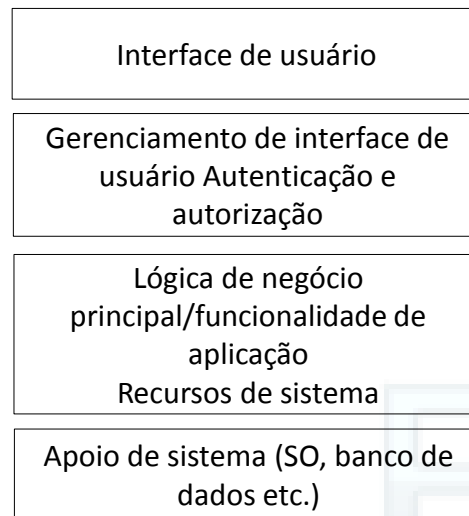 Interface de usuário
Gerenciamento de interface de
usuário Autenticação e
autorização
Lógica de negócio
principal/funcionalidade de
aplicação
Recursos de sistema
Apoio de sistema (SO, banco de
dados etc.)